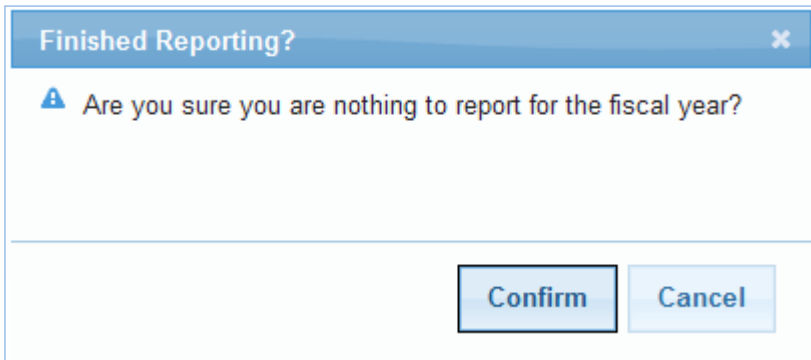 Finished Reporting?
Are you sure you are nothing to report for the fiscal year?
Confirm Cancel